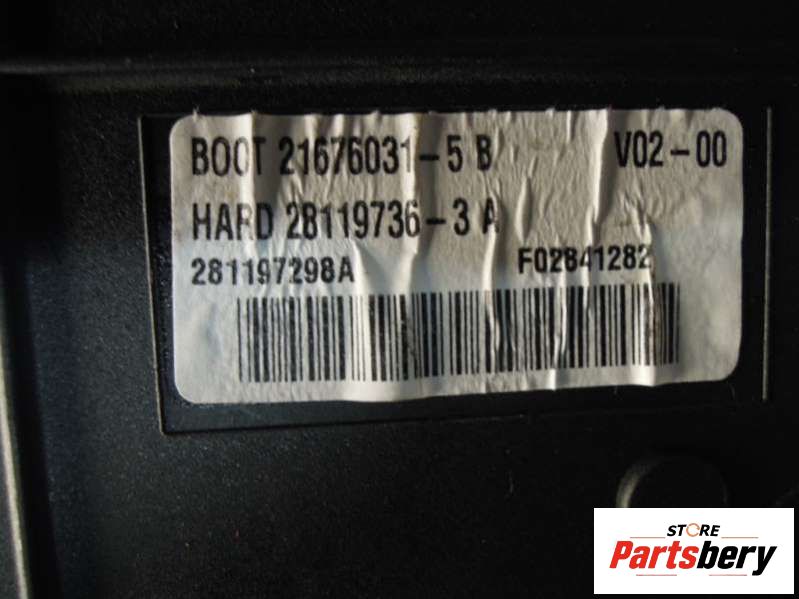 BOOT 21676031-5 B V02-00
HARD 28119736-3 A
281197298A F02841282
STORE
Partsbery